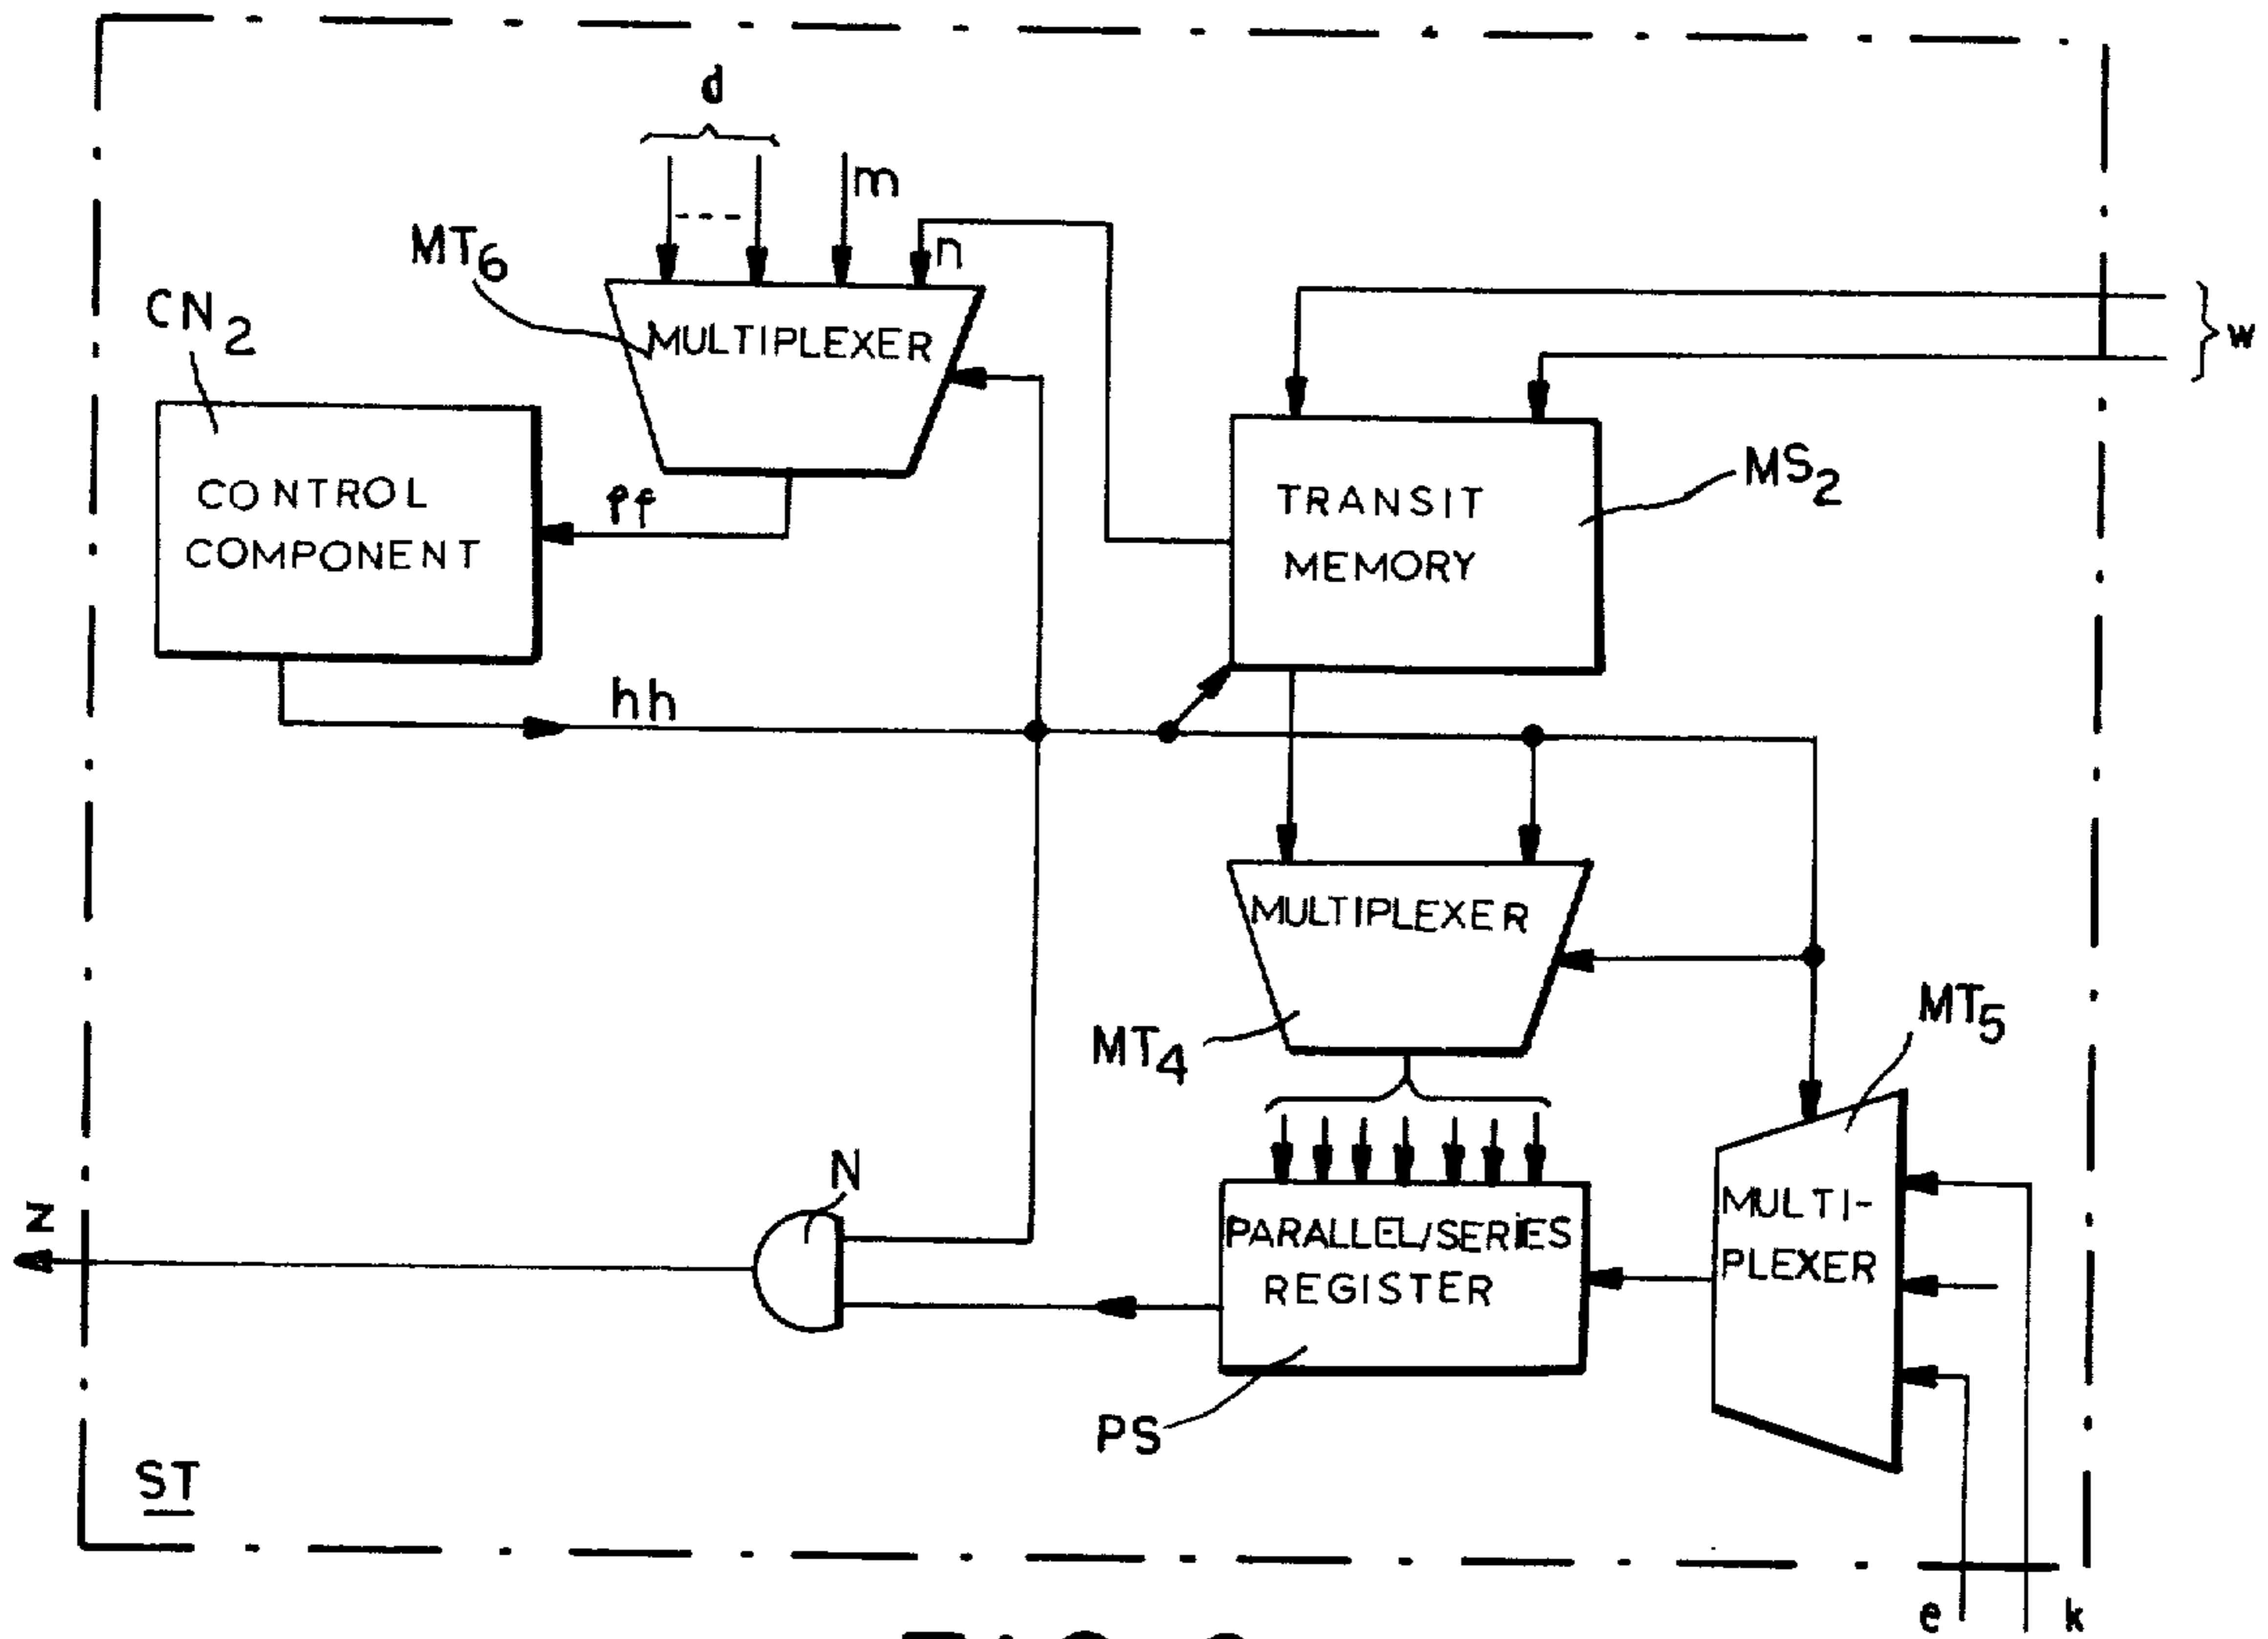 d
m
n
MT6
CN2
MULTIPLEXER
w
CONTROL
COMPONENT
TRANSIT
MEMORY
MS2
hh
MULTIPLEXER
MT4
MT5
N
z
PARALLEL/SERIES
REGISTER
MULTI-
PLEXER
PS
ST
e
k